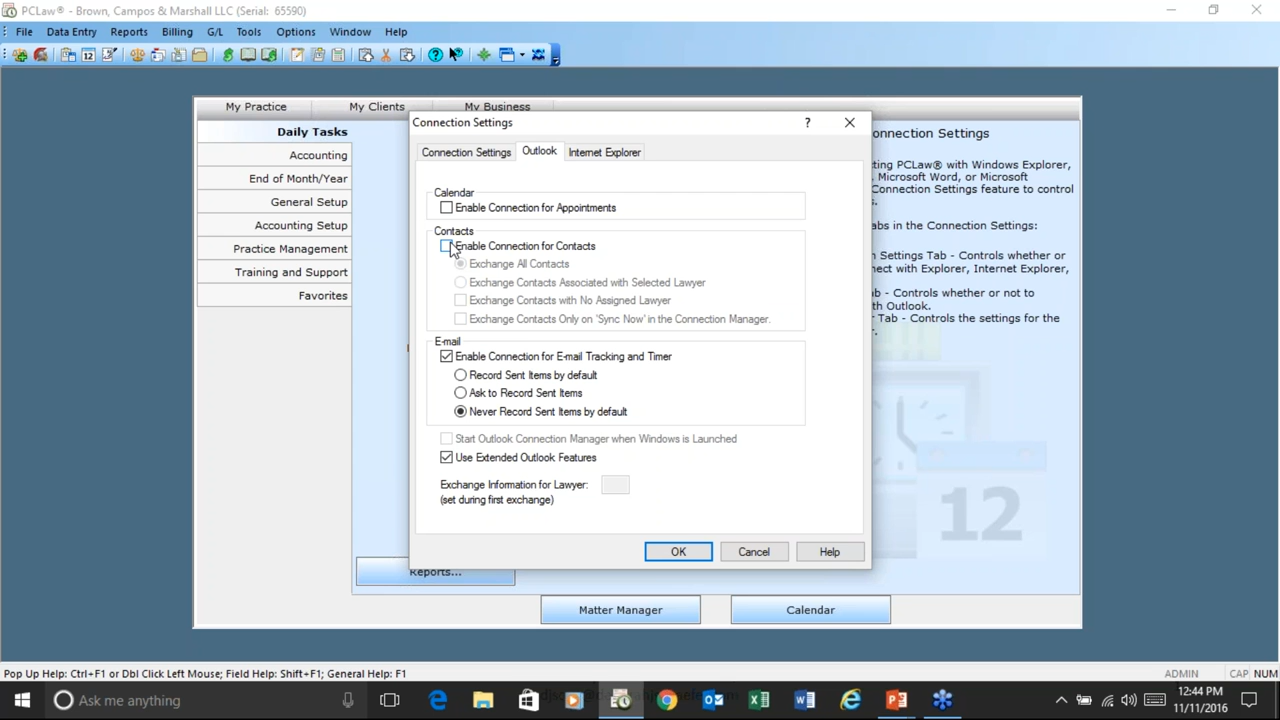 PCLaw® - Brown, Campos & Marshall LLC (Serial: 65590)
File Data Entry Reports Billing G/L Tools Options Window Help
My Practice My Clients My Business
Connection Settings
Connection Settings
Daily Tasks
Accounting
End of Month/Year
General Setup
Accounting Setup
Practice Management
Training and Support
Favorites
Connection Settings Outlook Internet Explorer
Calendar
Enable Connection for Appointments
Contacts
Enable Connection for Contacts
Exchange All Contacts
Exchange Contacts Associated with Selected Lawyer
Exchange Contacts with No Assigned Lawyer
Exchange Contacts Only on 'Sync Now' in the Connection Manager.
E-mail
Enable Connection for E-mail Tracking and Timer
Record Sent Items by default
Ask to Record Sent Items
Never Record Sent Items by default
Start Outlook Connection Manager when Windows is Launched
Use Extended Outlook Features
Exchange Information for Lawyer:
(set during first exchange)
OK Cancel Help
ting PCLaw® with Windows Explorer,
, Microsoft Word, or Microsoft
Connection Settings feature to control
s.
abs in the Connection Settings:
Settings Tab - Controls whether or
nect with Explorer, Internet Explorer,
ab - Controls whether or not to
with Outlook.
r Tab - Controls the settings for the
r.
12
Reports...
Matter Manager Calendar
Pop Up Help: Ctrl+F1 or Dbl Click Left Mouse; Field Help: Shift+F1; General Help: F1
ADMIN CAP NUM
Ask me anything
12:44 PM
11/11/2016